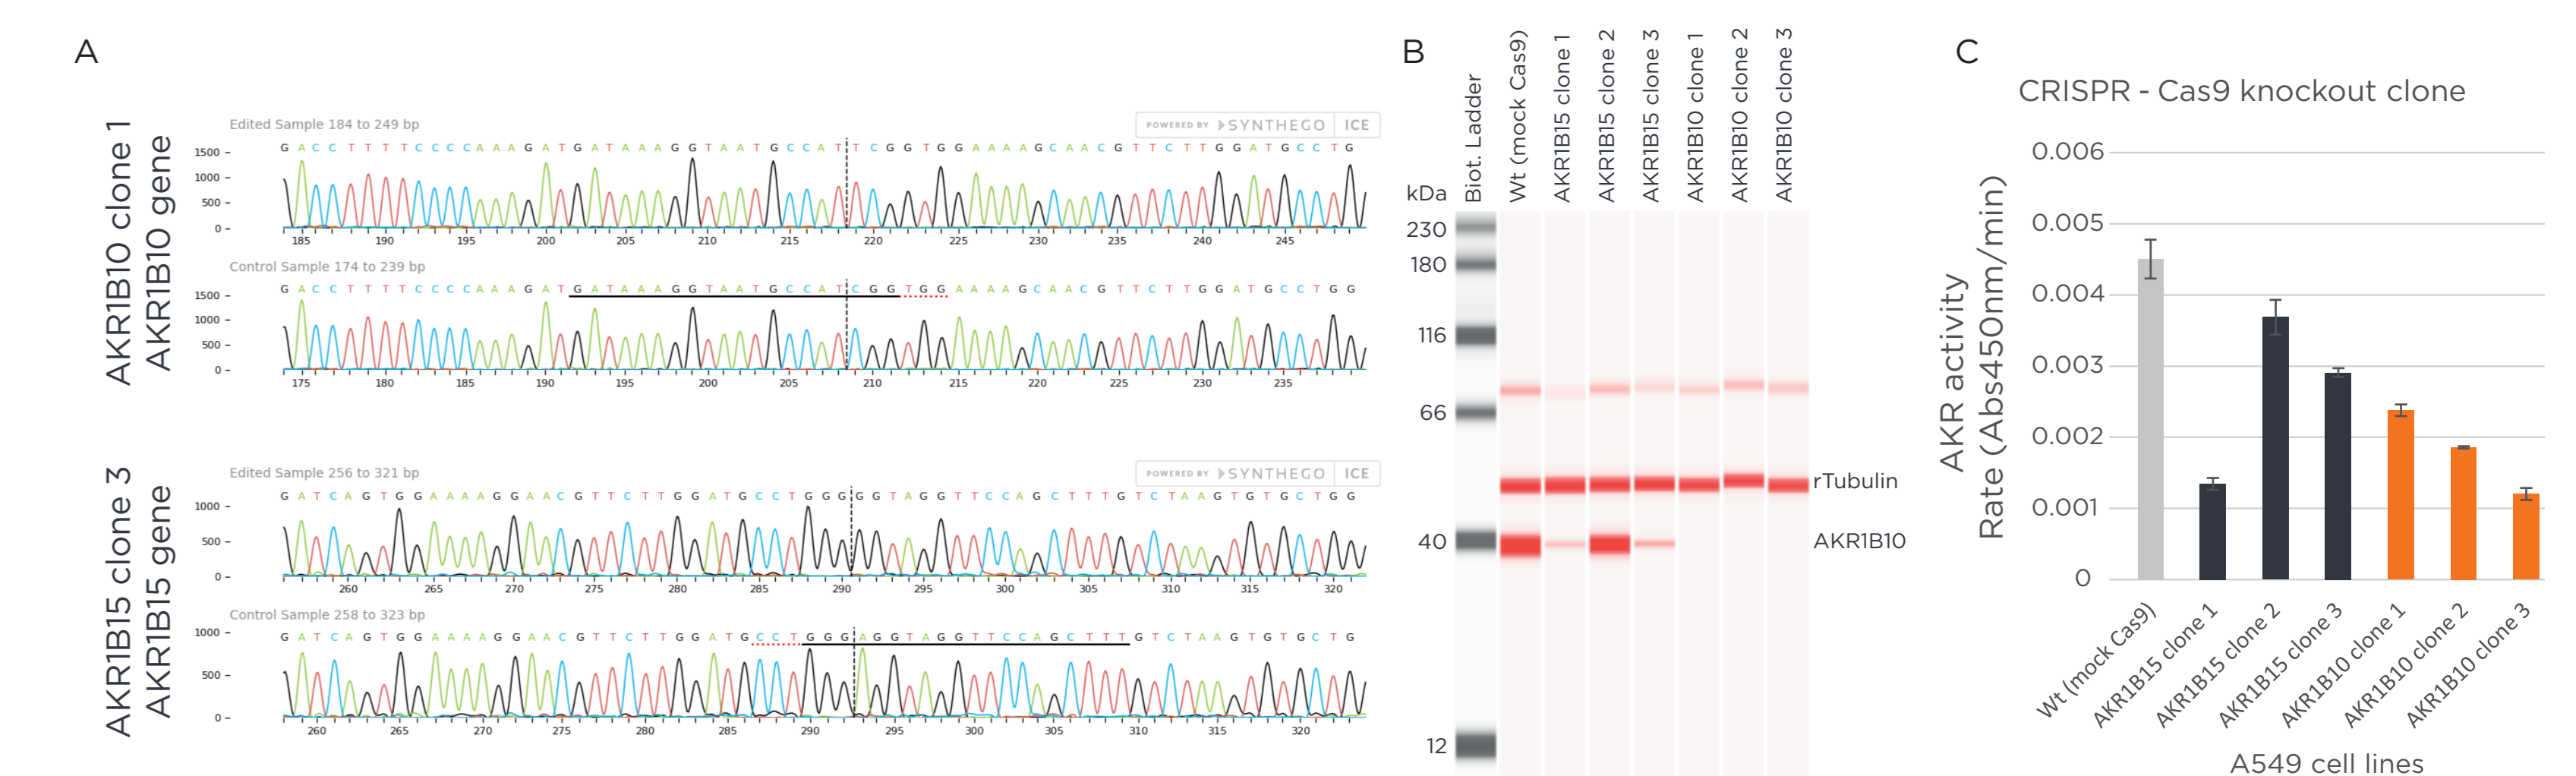 A
AKR1B10 clone 1
AKR1B10 gene
Edited Sample 184 to 249 bp
POWERED BY SYNTHEGO ICE
G A C C T T T T C C C C A A A G A T G A T A A A G G T A A T G C C A T T C G G T G G A A A A G C A A C G T T C T T G G A T G C C T G
1500
1000
500
0
185 190 195 200 205 210 215 220 225 230 235 240 245
Control Sample 174 to 239 bp
G A C C T T T T C C C C A A A G A T G A T A A A G G T A A T G C C A T C G G T G G A A A A G C A A C G T T C T T G G A T G C C T G G
1500
1000
500
0
175 180 185 190 195 200 205 210 215 220 225 230 235
AKR1B15 clone 3
AKR1B15 gene
Edited Sample 256 to 321 bp
POWERED BY SYNTHEGO ICE
G A T C A G T G G A A A A G G A A C G T T C T T G G A T G C C T G G G G G T A G G T T C C A G C T T T G T C T A A G T G T G C T G G
1000
500
0
260 265 270 275 280 285 290 295 300 305 310 315 320
Control Sample 258 to 323 bp
G A T C A G T G G A A A A G G A A C G T T C T T G G A T G C C T G G G A G G T A G G T T C C A G C T T T G T C T A A G T G T G C T G
1000
500
0
260 265 270 275 280 285 290 295 300 305 310 315 320
B
kDa
Biot. Ladder
Wt (mock Cas9)
AKR1B15 clone 1
AKR1B15 clone 2
AKR1B15 clone 3
AKR1B10 clone 1
AKR1B10 clone 2
AKR1B10 clone 3
230
180
116
66
40
12
rTubulin
AKR1B10
C
CRISPR - Cas9 knockout clone
AKR activity
Rate (Abs450nm/min)
0.006
0.005
0.004
0.003
0.002
0.001
0
Wt (mock Cas9)
AKR1B15 clone 1
AKR1B15 clone 2
AKR1B15 clone 3
AKR1B10 clone 1
AKR1B10 clone 2
AKR1B10 clone 3
A549 cell lines